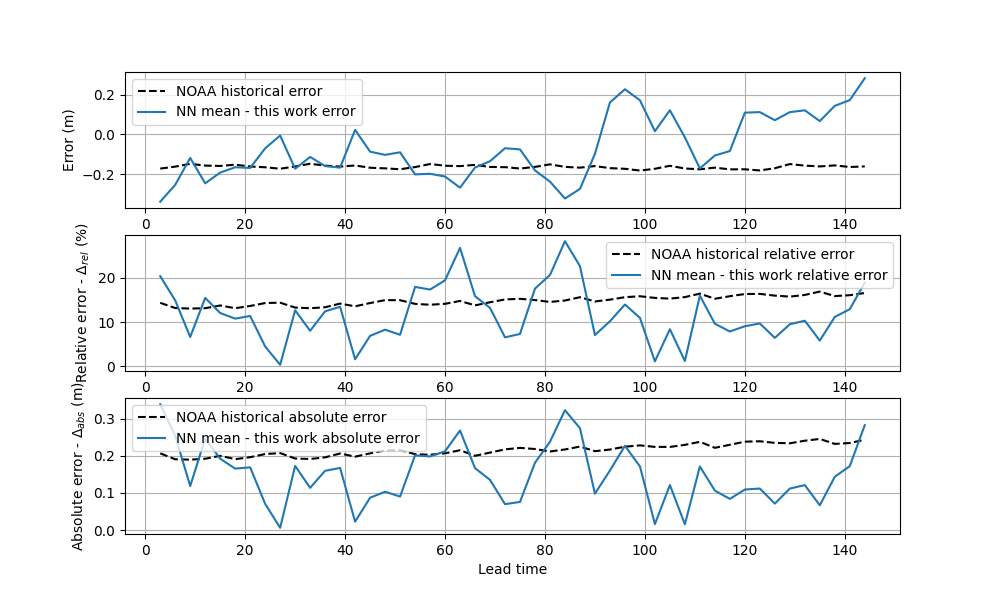 NOAA historical error
NN mean - this work error
Error (m)
0.2
0.0
−0.2
0 20 40 60 80 100 120 140
NOAA historical relative error
NN mean - this work relative error
Relative error - Δrel (%)
20
10
0
0 20 40 60 80 100 120 140
NOAA historical absolute error
NN mean - this work absolute error
Absolute error - Δabs (m)
0.3
0.2
0.1
0.0
0 20 40 60 80 100 120 140
Lead time